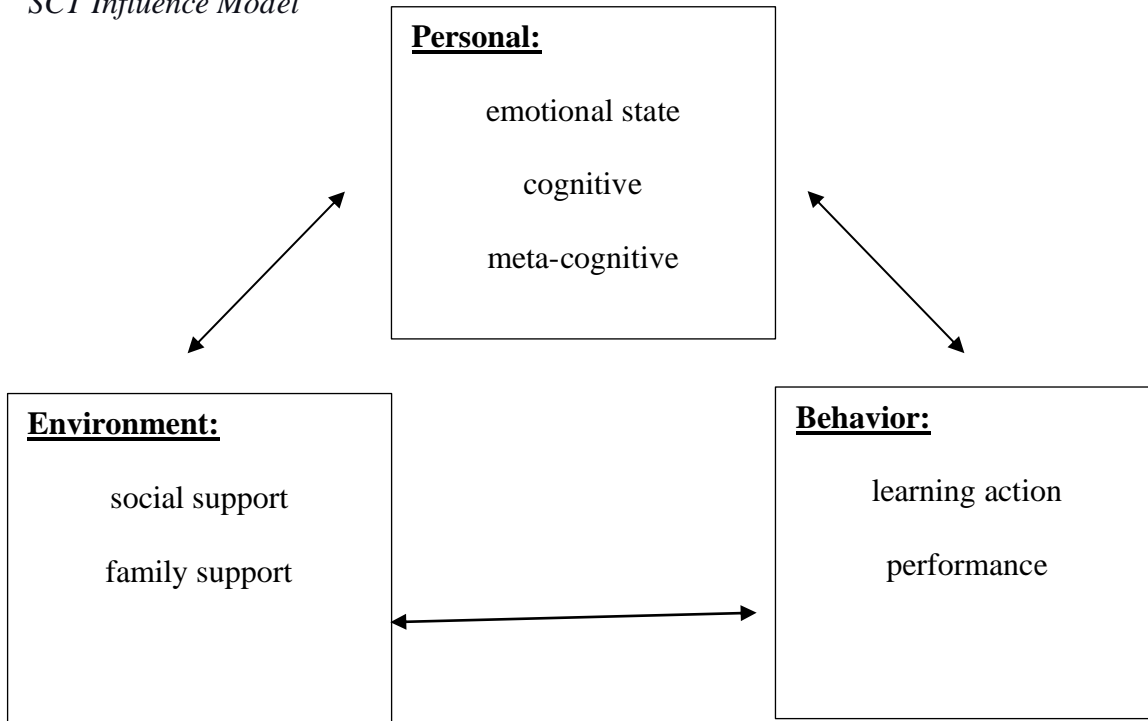 SCT Influence Model
Personal:
emotional state
cognitive
meta-cognitive
Environment:
social support
family support
Behavior:
learning action
performance